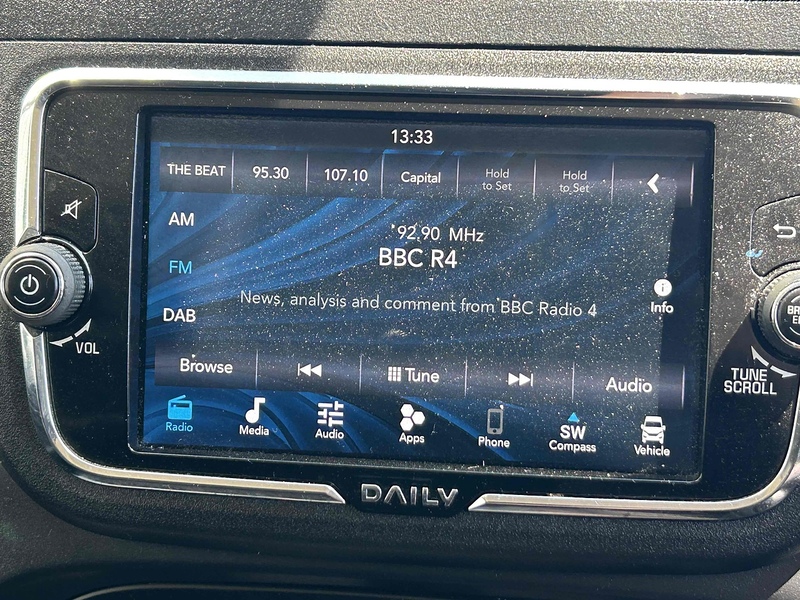 13:33
THE BEAT 95.30 107.10 Capital Hold to Set Hold to Set
AM
92.90 MHz
BBC R4
FM
News, analysis and comment from BBC Radio 4
Info
DAB
VOL
Browse Tune Audio
TUNE
SCROLL
Radio Media Audio Apps Phone SW Compass Vehicle
DAILY